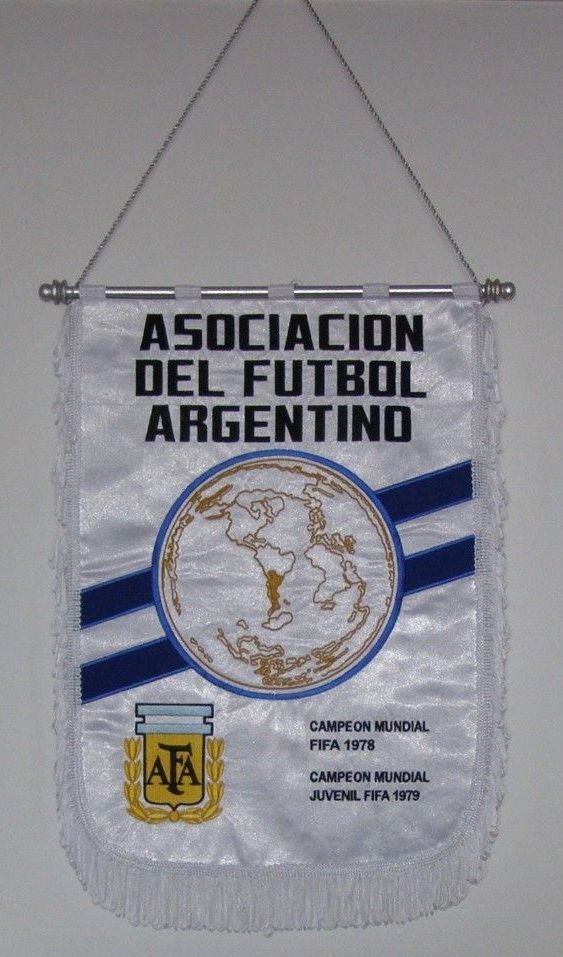 ASOCIACION
DEL FUTBOL
ARGENTINO
AFA
CAMPEON MUNDIAL
FIFA 1978
CAMPEON MUNDIAL
JUVENIL FIFA 1979